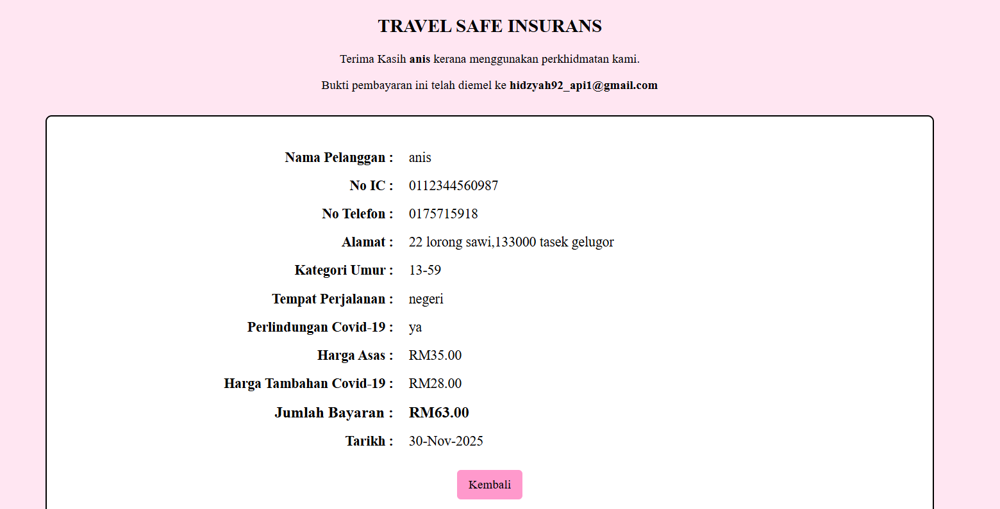 TRAVEL SAFE INSURANS
Terima Kasih anis kerana menggunakan perkhidmatan kami.
Bukti pembayaran ini telah diemel ke hidzyah92_api1@gmail.com
Nama Pelanggan : anis
No IC : 0112344560987
No Telefon : 0175715918
Alamat : 22 lorong sawi,133000 tasek gelugor
Kategori Umur : 13-59
Tempat Perjalanan : negeri
Perlindungan Covid-19 : ya
Harga Asas : RM35.00
Harga Tambahan Covid-19 : RM28.00
Jumlah Bayaran : RM63.00
Tarikh : 30-Nov-2025
Kembali